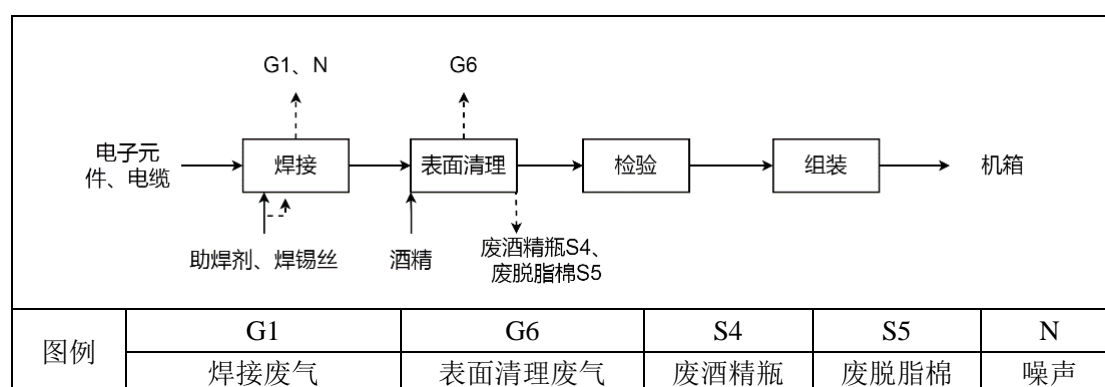 G1、N
G6
电子元
件、电缆
焊接
表面清理
检验
组装
机箱
助焊剂、焊锡丝
酒精
废酒精瓶S4、
废脱脂棉S5
图例
G1
G6
S4
S5
N
焊接废气
表面清理废气
废酒精瓶
废脱脂棉
噪声